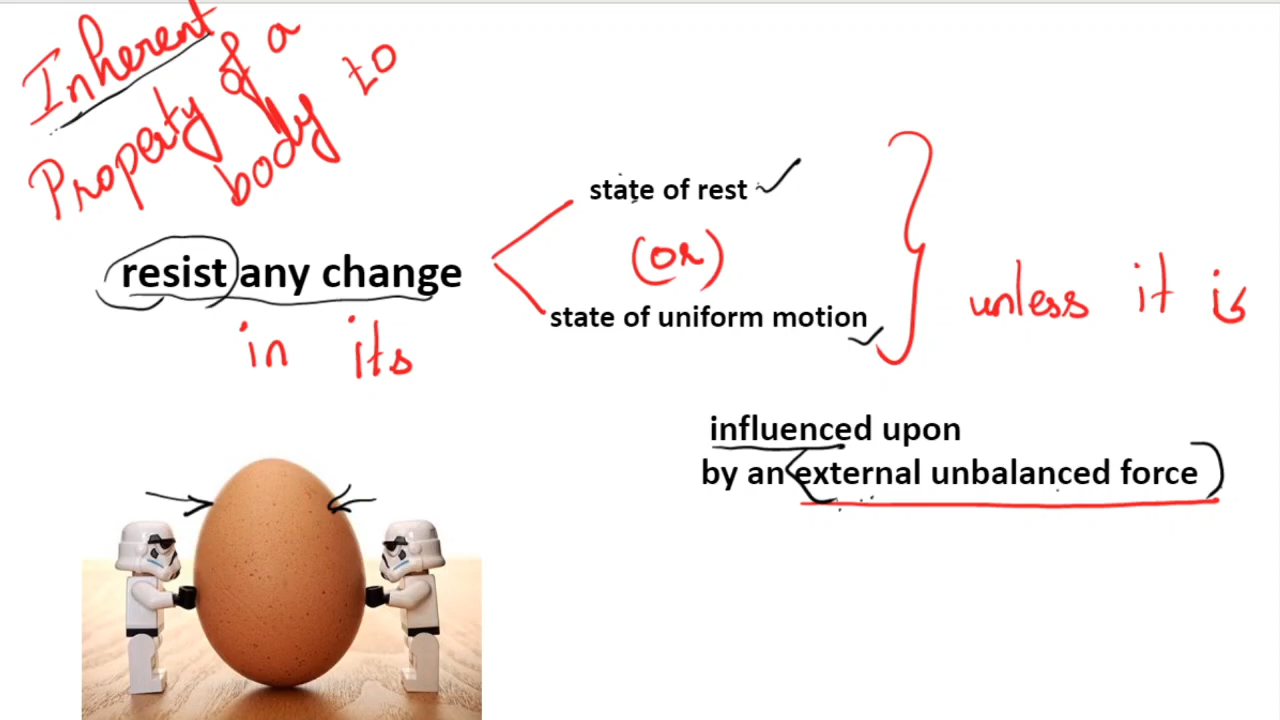 Inherent
Property of a
body to
state of rest
(or)
resist any change
state of uniform motion
in its
unless it is
influenced upon
by an external unbalanced force